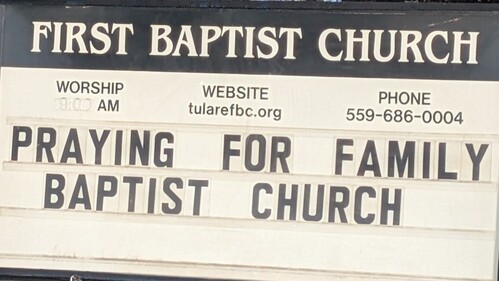 FIRST BAPTIST CHURCH
WORSHIP
AM
WEBSITE
tularefbc.org
PHONE
559-686-0004
PRAYING FOR FAMILY
BAPTIST CHURCH